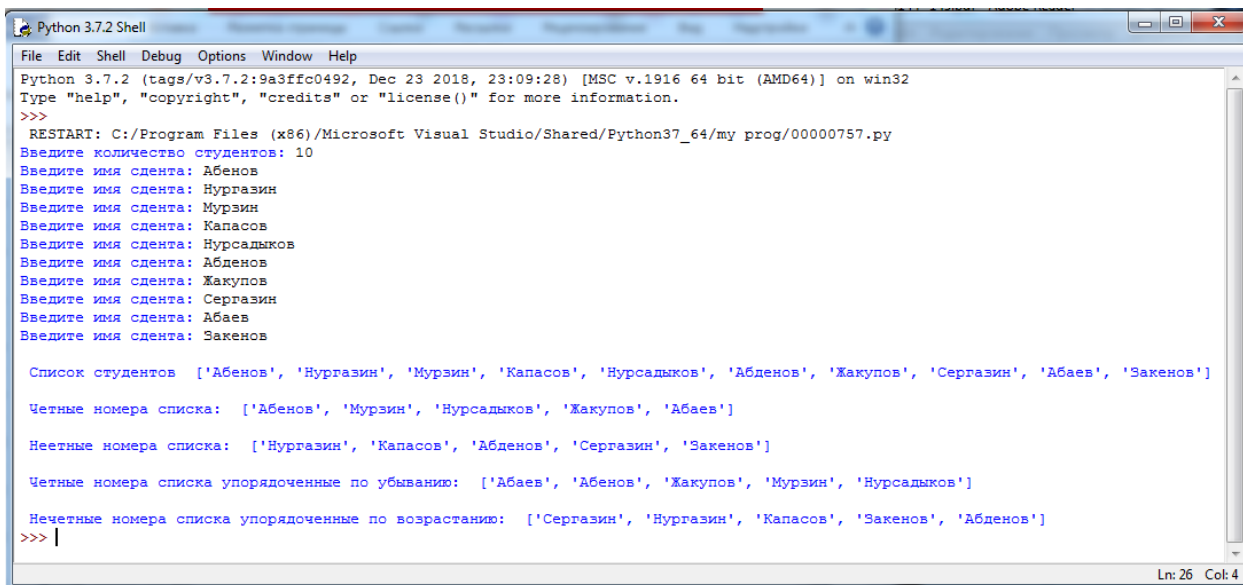 Python 3.7.2 Shell
File Edit Shell Debug Options Window Help
Python 3.7.2 (tags/v3.7.2:9a3ffc0492, Dec 23 2018, 23:09:28) [MSC v.1916 64 bit (AMD64)] on win32
Type "help", "copyright", "credits" or "license()" for more information.
>>>
RESTART: C:/Program Files (x86)/Microsoft Visual Studio/Shared/Python37_64/my prog/00000757.py
Введите количество студентов: 10
Введите имя сдента: Абенов
Введите имя сдента: Нургазин
Введите имя сдента: Мурзин
Введите имя сдента: Капасов
Введите имя сдента: Нурсадыков
Введите имя сдента: Абденов
Введите имя сдента: Жакупов
Введите имя сдента: Сергазин
Введите имя сдента: Абаев
Введите имя сдента: Закенов
Список студентов ['Абенов', 'Нургазин', 'Мурзин', 'Капасов', 'Нурсадыков', 'Абденов', 'Жакупов', 'Сергазин', 'Абаев', 'Закенов']
Четные номера списка: ['Абенов', 'Мурзин', 'Нурсадыков', 'Жакупов', 'Абаев']
Неетные номера списка: ['Нургазин', 'Капасов', 'Абденов', 'Сергазин', 'Закенов']
Четные номера списка упорядоченные по убыванию: ['Абаев', 'Абенов', 'Жакупов', 'Мурзин', 'Нурсадыков']
Нечетные номера списка упорядоченные по возрастанию: ['Сергазин', 'Нургазин', 'Капасов', 'Закенов', 'Абденов']
>>>
Ln: 26 Col: 4